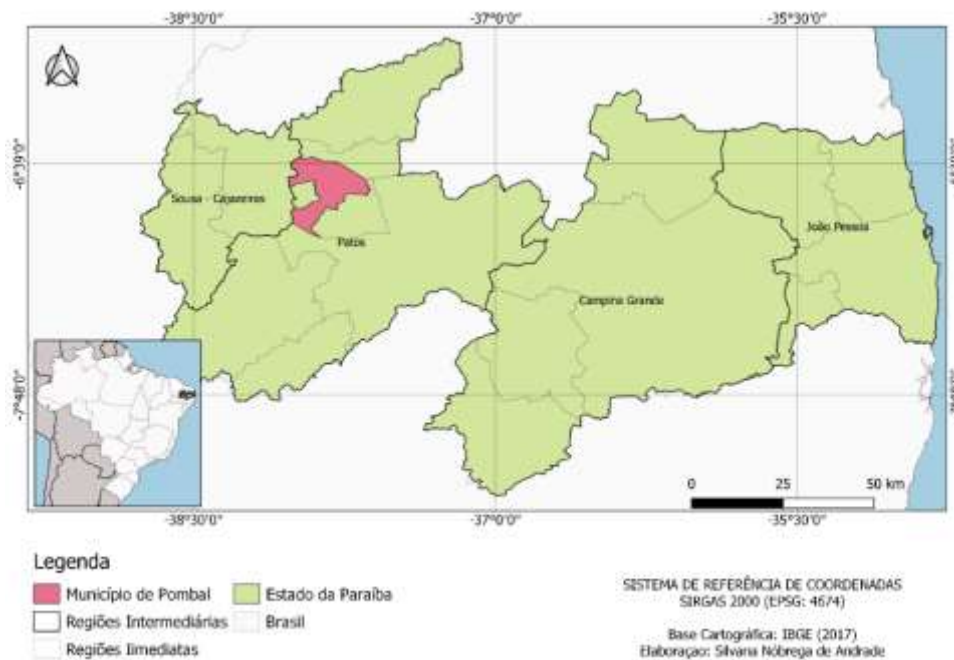 -38°30'0"
-37°0'0"
-35°30'0"
-6°39'0"
Sousa - Cajazeiras
Patos
Campina Grande
João Pessoa
-7°48'0"
0 25 50 km
-38°30'0"
-37°0'0"
-35°30'0"
Legenda
Município de Pombal
Estado da Paraíba
Regiões Intermediárias
Brasil
Regiões Iimediatas
SISTEMA DE REFERÊNCIA DE COORDENADAS
SIRGAS 2000 (EPSG: 4674)
Base Cartográfica: IBGE (2017)
Elaboraçao: Silvana Nóbrega de Andrade